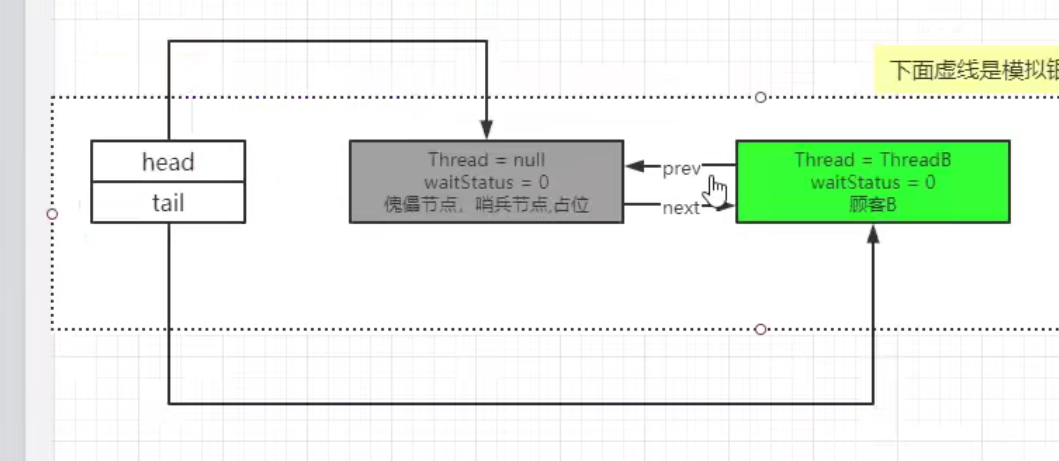 下面虚线是模拟
head
tail
Thread = null
waitStatus = 0
傀儡节点，哨兵节点,占位
prev
next
Thread = ThreadB
waitStatus = 0
顾客B